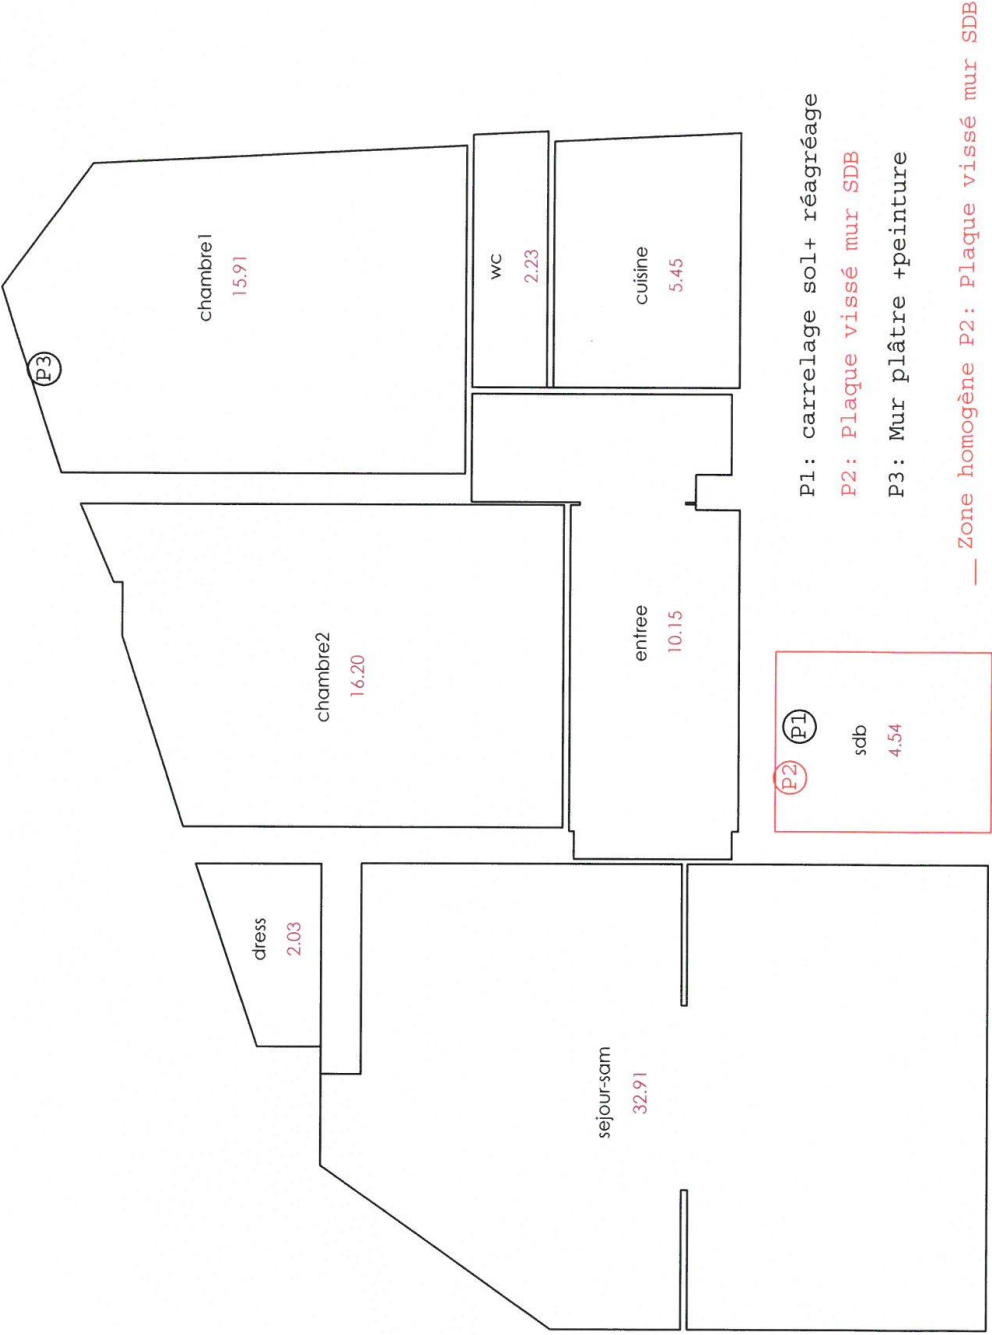 P3
chambre1
15.91
wc
2.23
cuisine
5.45
chambre2
16.20
entree
10.15
dress
2.03
sejour-sam
32.91
P2
P1
sdb
4.54
P1: carrelage sol+ réagréage
P2: Plaque vissé mur SDB
P3: Mur plâtre +peinture
__ Zone homogène P2: Plaque vissé mur SDB